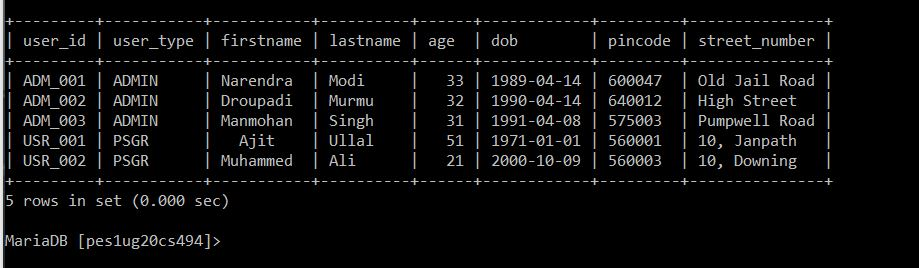 +---------+-----------+-----------+----------+-----+------------+---------+---------------+
| user_id | user_type | firstname | lastname | age | dob        | pincode | street_number |
+---------+-----------+-----------+----------+-----+------------+---------+---------------+
| ADM_001 | ADMIN     | Narendra  | Modi     |  33 | 1989-04-14 | 600047  | Old Jail Road |
| ADM_002 | ADMIN     | Droupadi  | Murmu    |  32 | 1990-04-14 | 640012  | High Street   |
| ADM_003 | ADMIN     | Manmohan  | Singh    |  31 | 1991-04-08 | 575003  | Pumpwell Road |
| USR_001 | PSGR      |   Ajit    | Ullal    |  51 | 1971-01-01 | 560001  | 10, Janpath   |
| USR_002 | PSGR      | Muhammed  | Ali      |  21 | 2000-10-09 | 560003  | 10, Downing   |
+---------+-----------+-----------+----------+-----+------------+---------+---------------+
5 rows in set (0.000 sec)
MariaDB [pes1ug20cs494]>